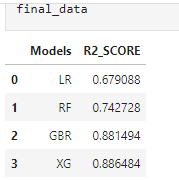 final_data
Models R2_SCORE
0 LR 0.679088
1 RF 0.742728
2 GBR 0.881494
3 XG 0.886484